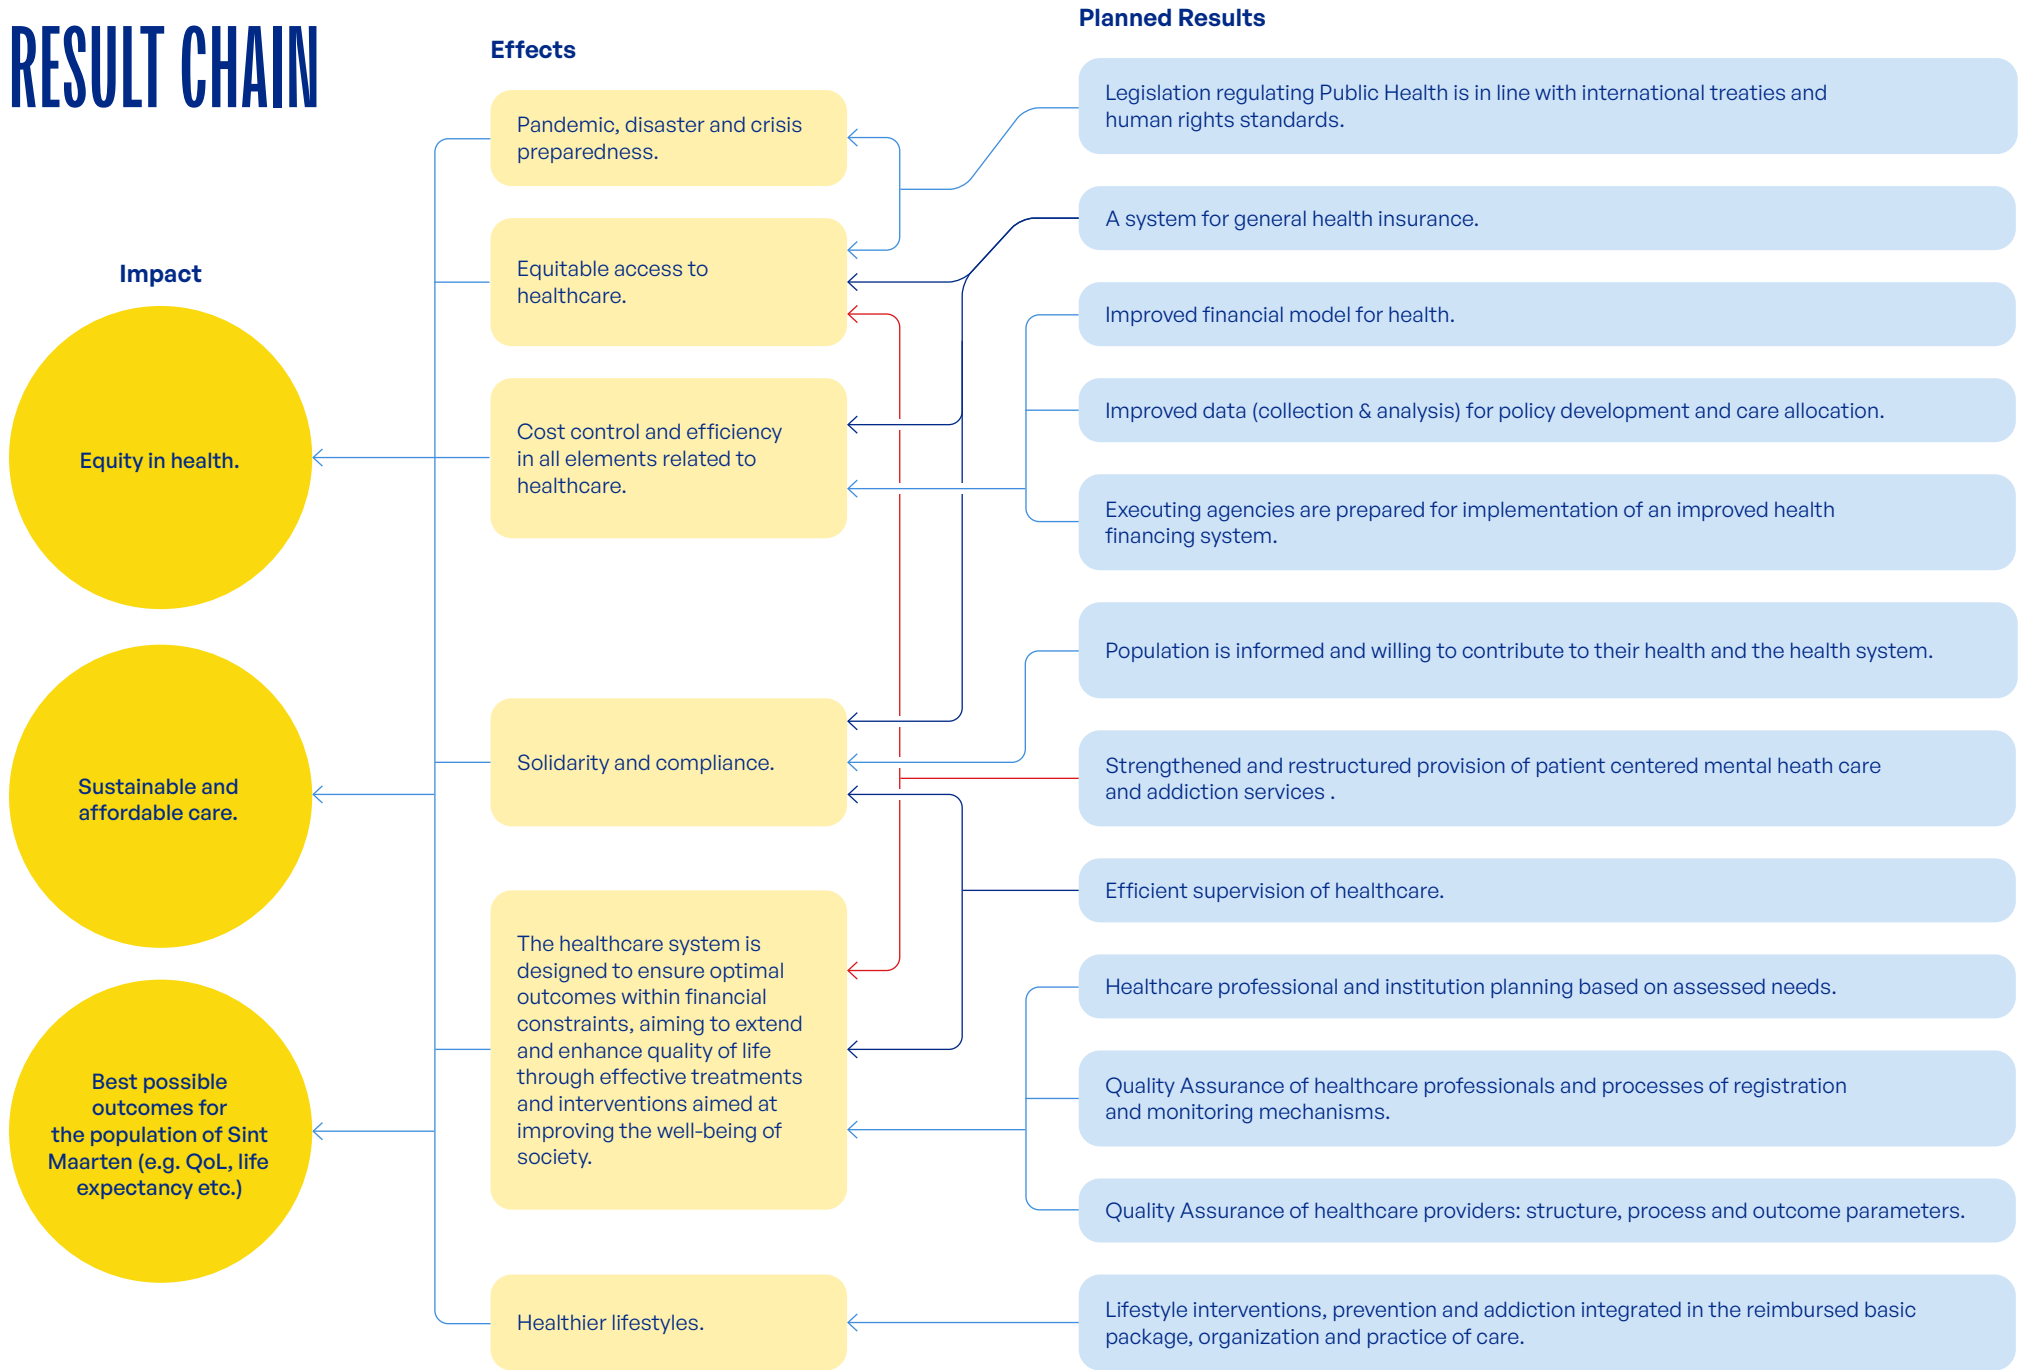 RESULT CHAIN
Impact
Equity in health.
Sustainable and
affordable care.
Best possible
outcomes for
the population of Sint
Maarten (e.g. QoL, life
expectancy etc.)
Effects
Pandemic, disaster and crisis
preparedness.
Equitable access to
healthcare.
Cost control and efficiency
in all elements related to
healthcare.
Solidarity and compliance.
The healthcare system is
designed to ensure optimal
outcomes within financial
constraints, aiming to extend
and enhance quality of life
through effective treatments
and interventions aimed at
improving the well-being of
society.
Healthier lifestyles.
Planned Results
Legislation regulating Public Health is in line with international treaties and
human rights standards.
A system for general health insurance.
Improved financial model for health.
Improved data (collection & analysis) for policy development and care allocation.
Executing agencies are prepared for implementation of an improved health
financing system.
Population is informed and willing to contribute to their health and the health system.
Strengthened and restructured provision of patient centered mental heath care
and addiction services .
Efficient supervision of healthcare.
Healthcare professional and institution planning based on assessed needs.
Quality Assurance of healthcare professionals and processes of registration
and monitoring mechanisms.
Quality Assurance of healthcare providers: structure, process and outcome parameters.
Lifestyle interventions, prevention and addiction integrated in the reimbursed basic
package, organization and practice of care.